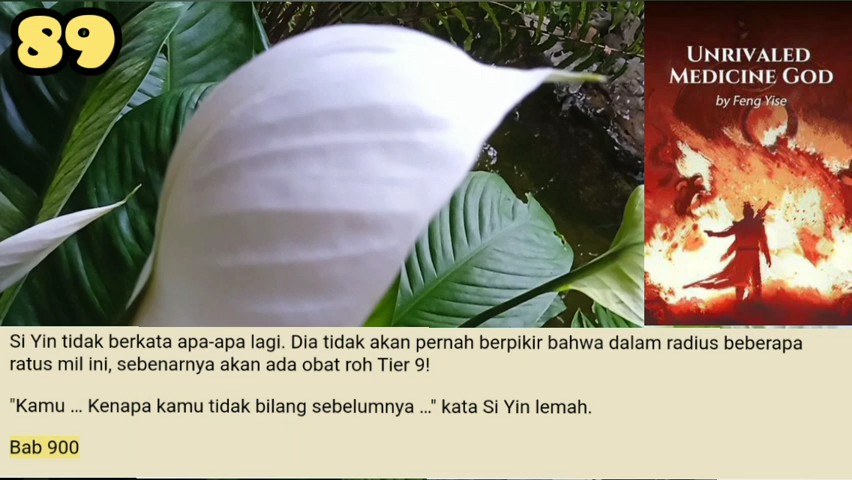 89
UNRIVALED
MEDICINE GOD
by Feng Yise
Si Yin tidak berkata apa-apa lagi. Dia tidak akan pernah berpikir bahwa dalam radius beberapa
ratus mil ini, sebenarnya akan ada obat roh Tier 9!
"Kamu ... Kenapa kamu tidak bilang sebelumnya ..." kata Si Yin lemah.
Bab 900